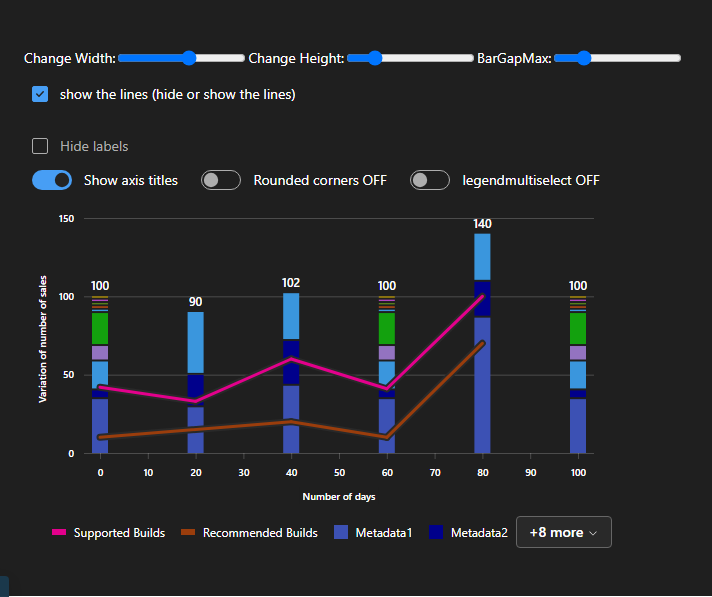 Change Width: Change Height: BarGapMax:
show the lines (hide or show the lines)
Hide labels
Show axis titles Rounded corners OFF legendmultiselect OFF
150
140
100 100 90 102 100 100
50
0
Variation of number of sales
0 10 20 30 40 50 60 70 80 90 100
Number of days
Supported Builds Recommended Builds Metadata1 Metadata2 +8 more